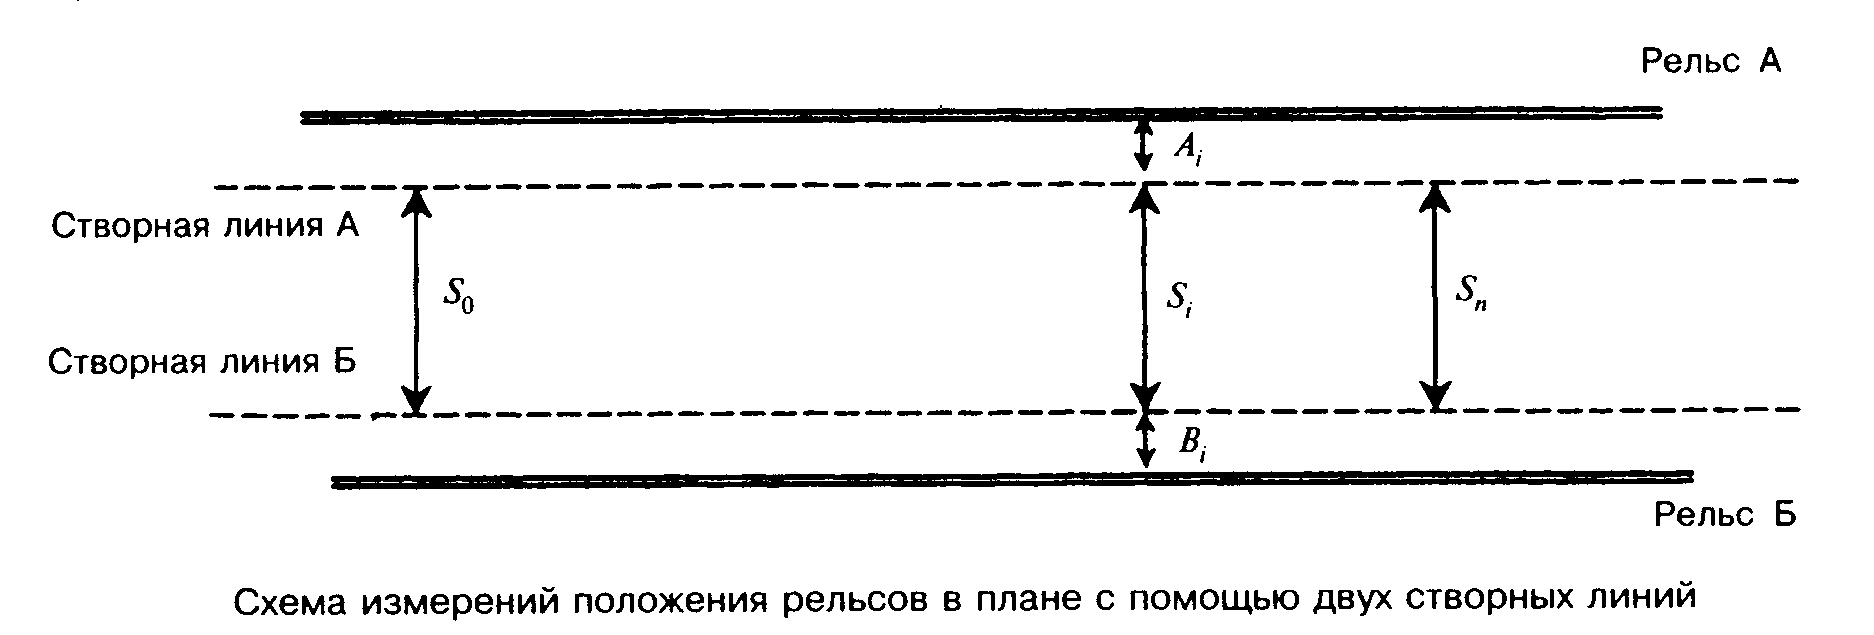 Рельс А
A_i
Створная линия А
S_0
S_i
S_n
Створная линия Б
B_i
Рельс Б
Схема измерений положения рельсов в плане с помощью двух створных линий